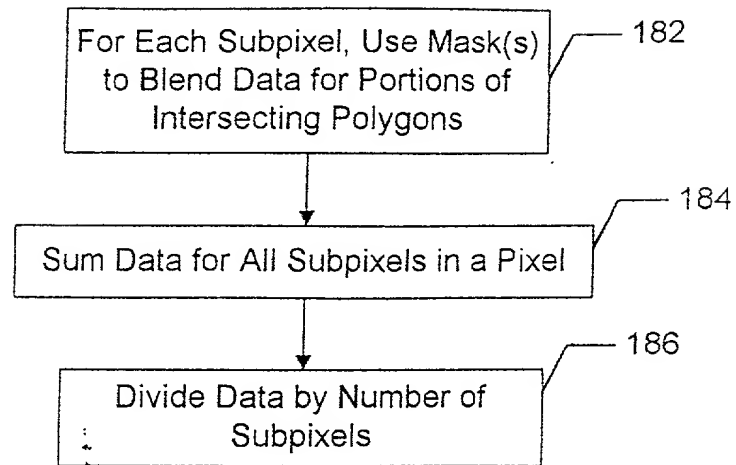 For Each Subpixel, Use Mask(s)
to Blend Data for Portions of
Intersecting Polygons
182
Sum Data for All Subpixels in a Pixel
184
Divide Data by Number of
Subpixels
186